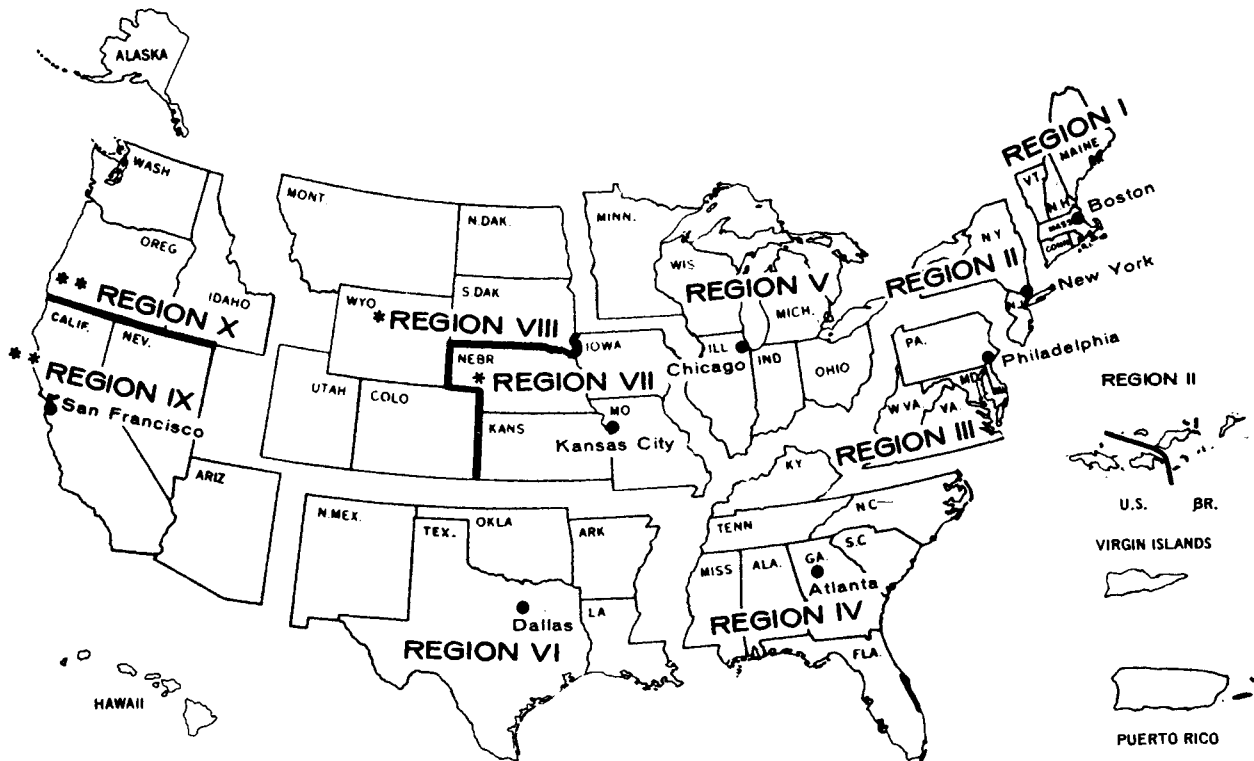 ALASKA
WASH
OREG
IDAHO
** REGION X
CALIF.
NEV.
** REGION IX
San Francisco
ARIZ
HAWAII
MONT.
N.DAK.
S.DAK
WYO
*REGION VIII
UTAH
COLO
NEBR
IOWA
* REGION VII
KANS
MO
Kansas City
N.MEX.
TEX.
OKLA
ARK
LA
Dallas
REGION VI
MINN.
WIS
REGION V
MICH.
ILL
Chicago
IND
OHIO
KY
TENN
N C
S.C
MISS
ALA.
GA.
Atlanta
REGION IV
FLA.
REGION I
MAINE
VT.
N.H.
MASS
CONN
Boston
N.Y
REGION II
New York
N.J
PA.
Philadelphia
W VA.
VA.
MD
REGION III
REGION II
U.S. BR.
VIRGIN ISLANDS
PUERTO RICO